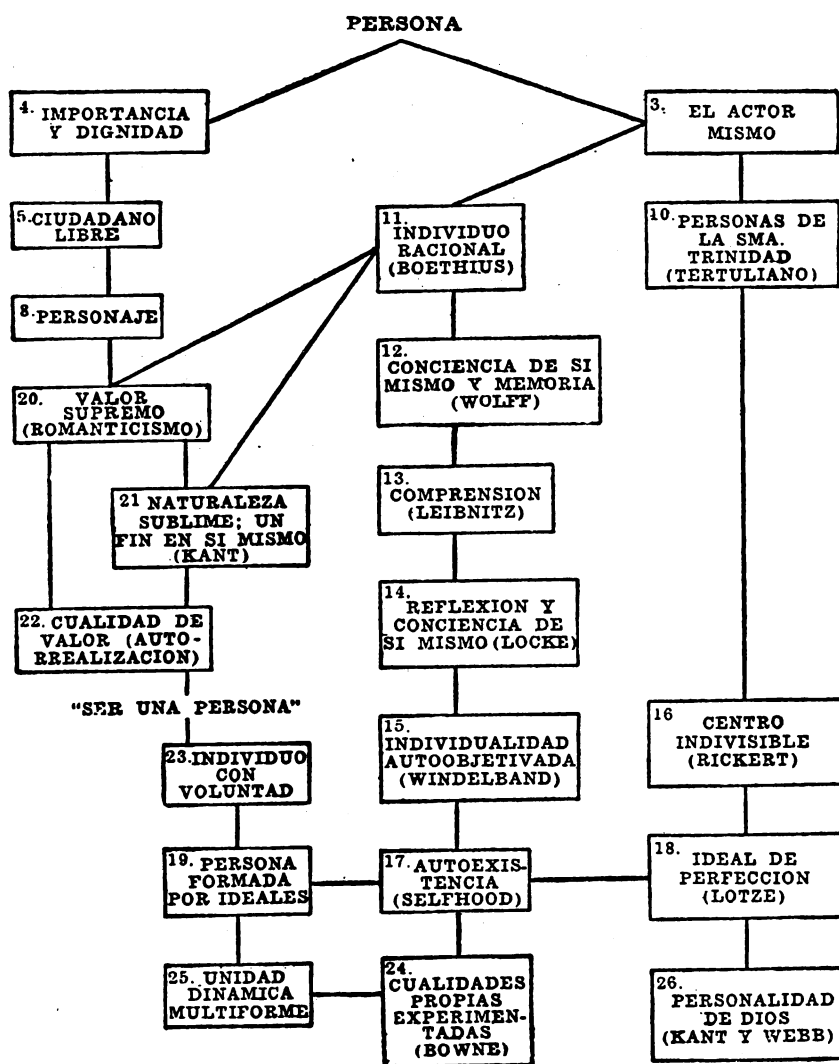 PERSONA
4. IMPORTANCIA
Y DIGNIDAD
3. EL ACTOR
MISMO
5. CIUDADANO
LIBRE
11.
INDIVIDUO
RACIONAL
(BOETHIUS)
10. PERSONAS DE
LA SMA.
TRINIDAD
(TERTULIANO)
8. PERSONAJE
12.
CONCIENCIA DE SI
MISMO Y MEMORIA
(WOLFF)
20. VALOR
SUPREMO
(ROMANTICISMO)
13.
COMPRENSION
(LEIBNITZ)
21 NATURALEZA
SUBLIME; UN
FIN EN SI MISMO
(KANT)
14.
REFLEXION Y
CONCIENCIA DE
SI MISMO (LOCKE)
22. CUALIDAD DE
VALOR (AUTO-
RREALIZACION)
"SER UNA PERSONA"
15.
INDIVIDUALIDAD
AUTOOBJETIVADA
(WINDELBAND)
16
CENTRO
INDIVISIBLE
(RICKERT)
23. INDIVIDUO
CON
VOLUNTAD
19. PERSONA
FORMADA
POR IDEALES
17. AUTOEXIS-
TENCIA
(SELFHOOD)
18. IDEAL DE
PERFECCION
(LOTZE)
25. UNIDAD
DINAMICA
MULTIFORME
24.
CUALIDADES
PROPIAS
EXPERIMEN-
TADAS
(BOWNE)
26.
PERSONALIDAD
DE DIOS
(KANT Y WEBB)